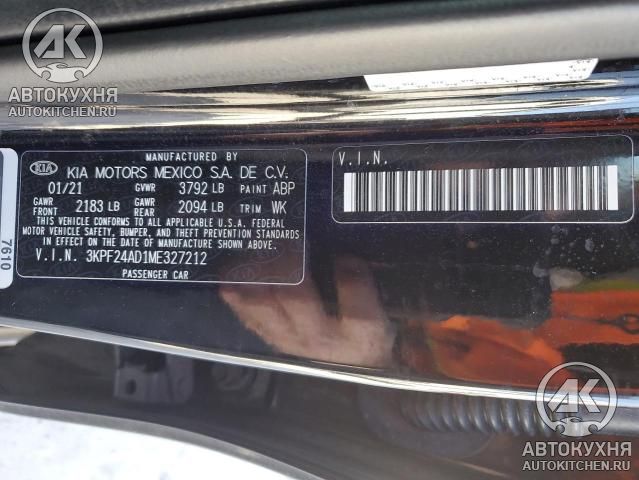 АВТОКУХНЯ
AUTOKITCHEN.RU
MANUFACTURED BY
KIA
KIA MOTORS MEXICO S.A. DE C.V.
01/21 GVWR 3792 LB PAINT ABP
GAWR FRONT 2183 LB GAWR REAR 2094 LB TRIM WK
THIS VEHICLE CONFORMS TO ALL APPLICABLE U.S.A. FEDERAL
MOTOR VEHICLE SAFETY, BUMPER, AND THEFT PREVENTION STANDARDS
IN EFFECT ON THE DATE OF MANUFACTURE SHOWN ABOVE.
V.I.N. 3KPF24AD1ME327212
PASSENGER CAR
V.I.N.
7610
АВТОКУХНЯ
AUTOKITCHEN.RU